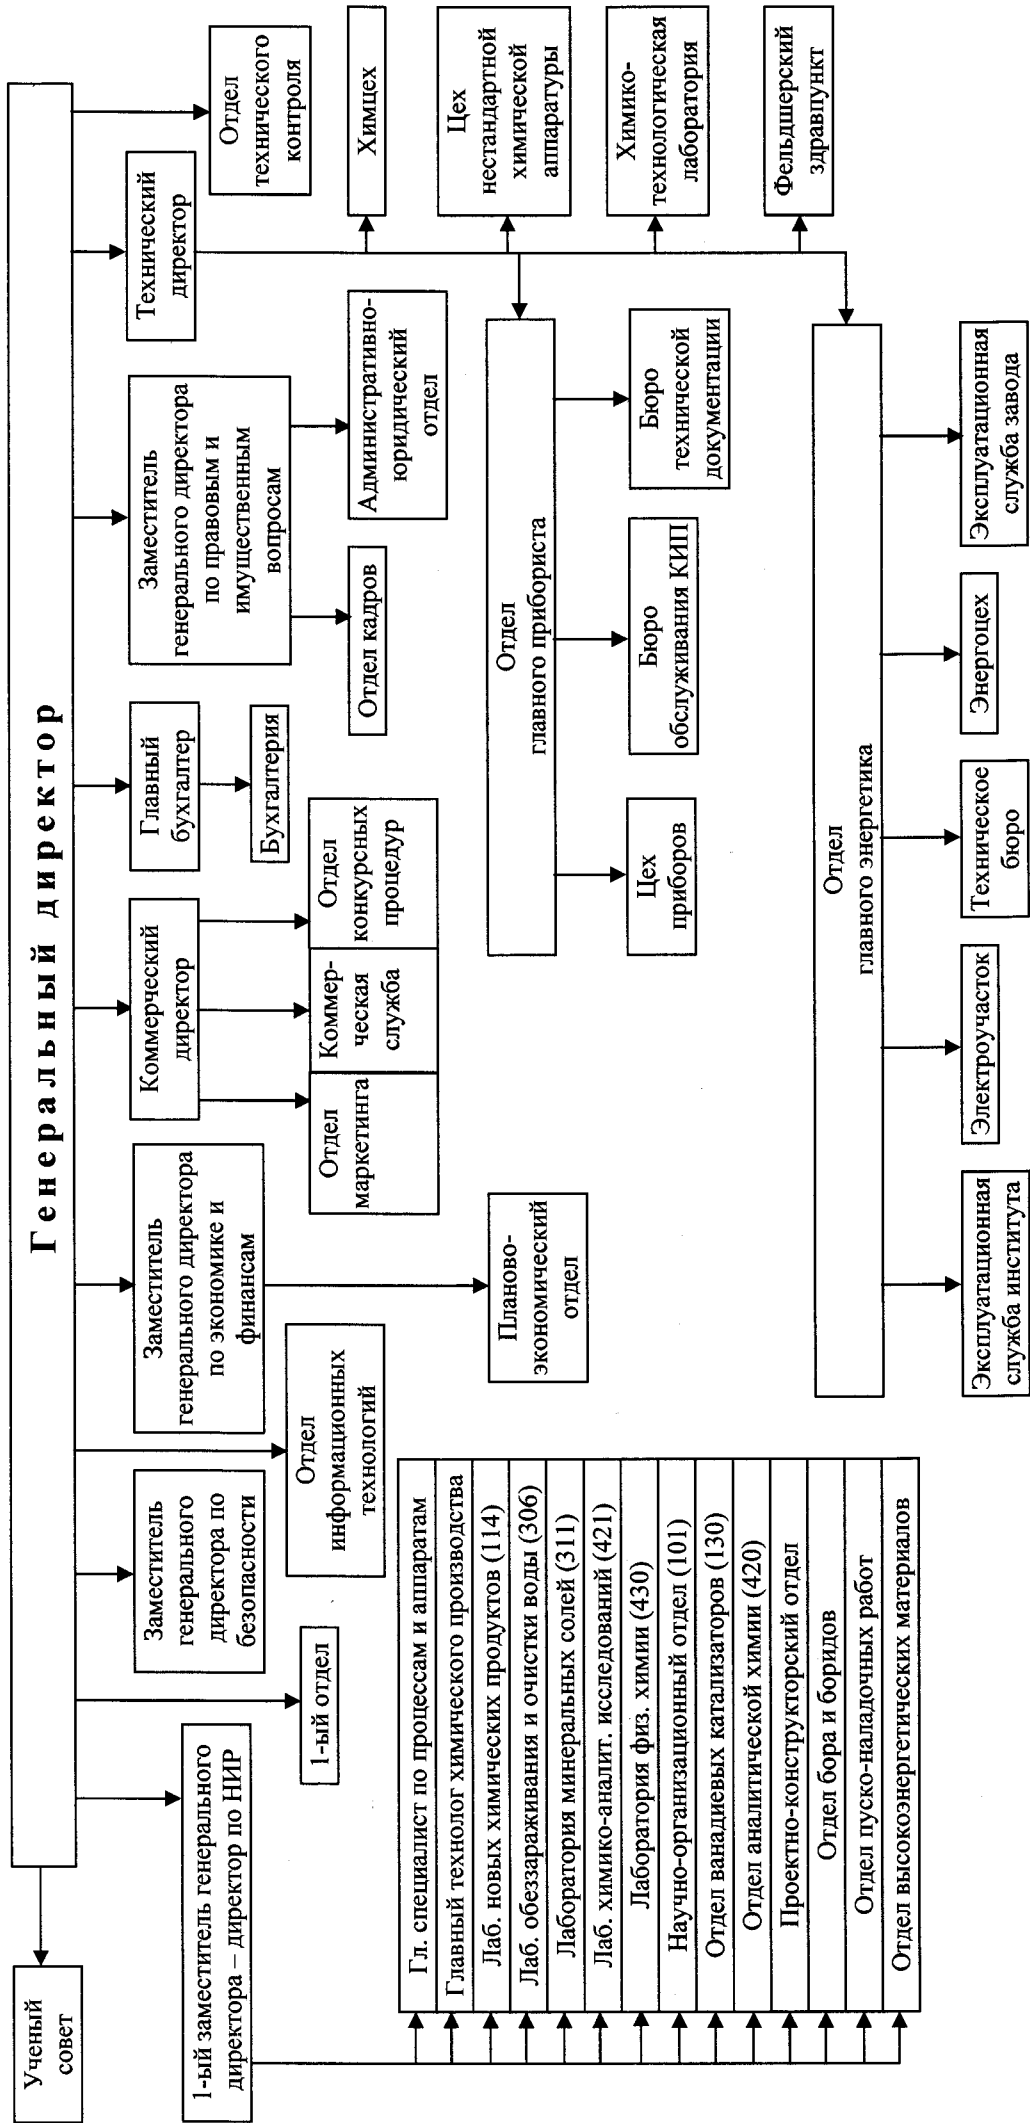 Генеральный директор
Ученый
совет
1-ый заместитель генерального
директора – директор по НИР
1-ый отдел
Заместитель
генерального
директора по
безопасности
Отдел
информационных
технологий
Заместитель
генерального директора
по экономике и
финансам
Коммерческий
директор
Главный
бухгалтер
Заместитель
генерального директора
по правовым и
имущественным
вопросам
Технический
директор
Отдел
технического
контроля
Гл. специалист по процессам и аппаратам
Главный технолог химического производства
Лаб. новых химических продуктов (114)
Лаб. обеззараживания и очистки воды (306)
Лаборатория минеральных солей (311)
Лаб. химико-аналит. исследований (421)
Лаборатория физ. химии (430)
Научно-организационный отдел (101)
Отдел ванадиевых катализаторов (130)
Отдел аналитической химии (420)
Проектно-конструкторский отдел
Отдел бора и боридов
Отдел пуско-наладочных работ
Отдел высокоэнергетических материалов
Планово-
экономический
отдел
Отдел
маркетинга
Коммер-
ческая
служба
Отдел
конкурсных
процедур
Бухгалтерия
Отдел кадров
Административно-
юридический
отдел
Химцех
Цех
нестандартной
химической
аппаратуры
Химико-
технологическая
лаборатория
Фельдшерский
здравпункт
Отдел
главного прибориста
Цех
приборов
Бюро
обслуживания КИП
Бюро
технической
документации
Отдел
главного энергетика
Эксплуатационная
служба института
Электроучасток
Техническое
бюро
Энергоцех
Эксплуатационная
служба завода